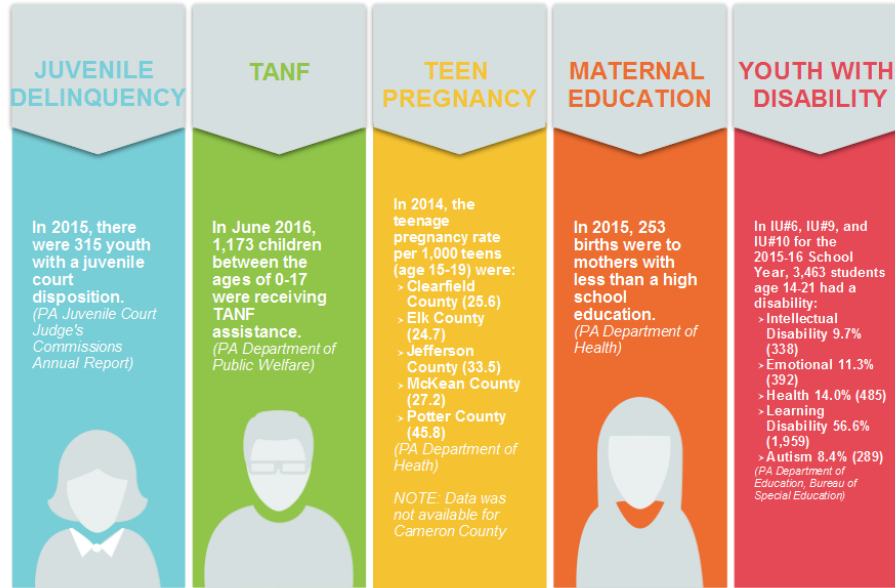 JUVENILE
DELINQUENCY
In 2015, there
were 315 youth
with a juvenile
court
disposition.
(PA Juvenile Court
Judge's
Commissions
Annual Report)
TANF
In June 2016,
1,173 children
between the
ages of 0-17
were receiving
TANF
assistance.
(PA Department of
Public Welfare)
TEEN
PREGNANCY
In 2014, the
teenage
pregnancy rate
per 1,000 teens
(age 15-19) were:
➢ Clearfield
County (25.6)
➢ Elk County
(24.7)
➢ Jefferson
County (33.5)
➢ McKean County
(27.2)
➢ Potter County
(45.8)
(PA Department of
Heath)
NOTE: Data was
not available for
Cameron County
MATERNAL
EDUCATION
In 2015, 253
births were to
mothers with
less than a high
school
education.
(PA Department of
Health)
YOUTH WITH
DISABILITY
In IU#6, IU#9, and
IU#10 for the
2015-16 School
Year, 3,463 students
age 14-21 had a
disability:
➢ Intellectual
Disability 9.7%
(338)
➢ Emotional 11.3%
(392)
➢ Health 14.0% (485)
➢ Learning
Disability 56.6%
(1,959)
➢ Autism 8.4% (289)
(PA Department of
Education, Bureau of
Special Education)